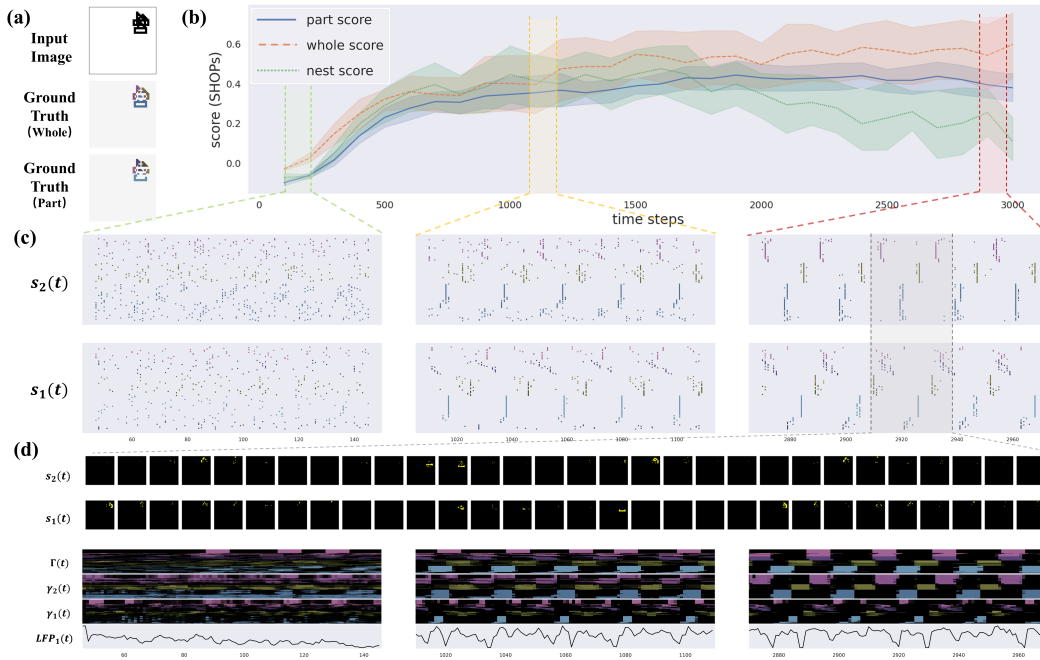 (a)
Input
Image
Ground
Truth
(Whole)
Ground
Truth
(Part)
(b)
part score
whole score
nest score
score (SHOPs)
0.6
0.4
0.2
0.0
0 500 1000 1500 2000 2500 3000
time steps
(c)
s₂(t)
s₁(t)
60 80 100 120 140
1020 1040 1060 1080 1100
2880 2900 2920 2940 2960
(d)
s₂(t)
s₁(t)
Γ(t)
γ₂(t)
γ₁(t)
LFP₁(t)
60 80 100 120 140
1020 1040 1060 1080 1100
2880 2900 2920 2940 2960